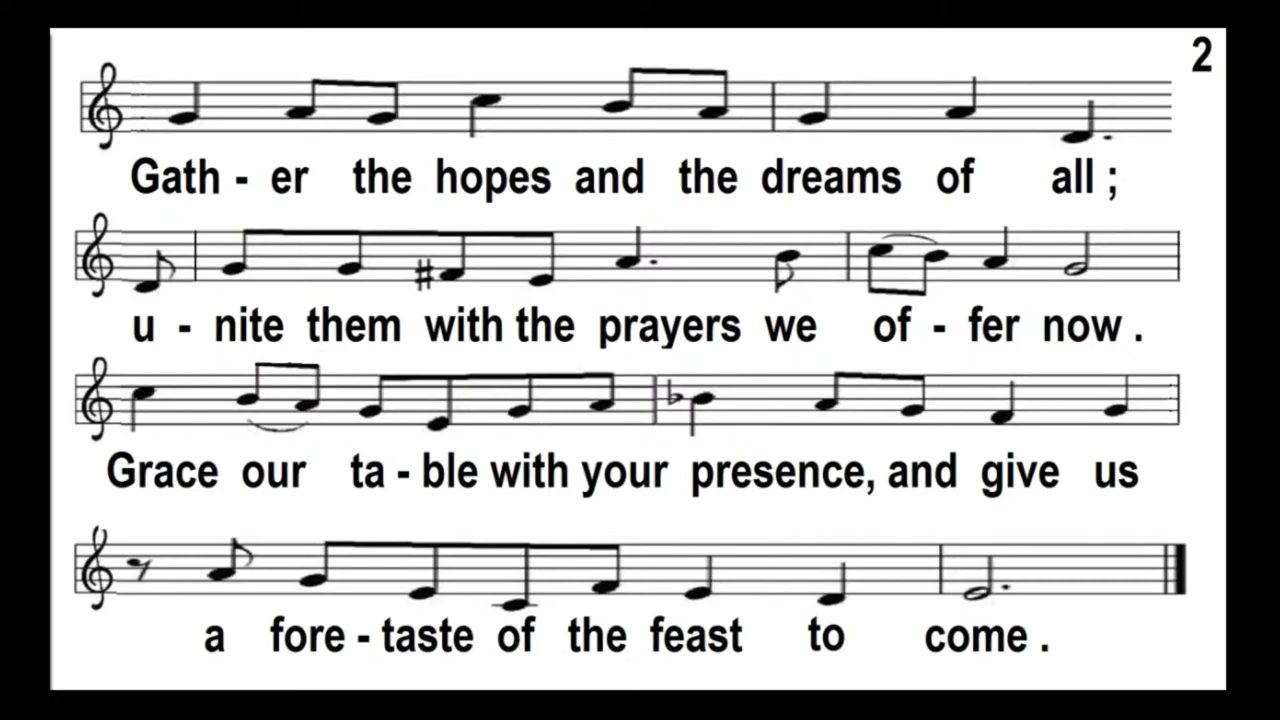 2
Gath - er the hopes and the dreams of all ;
u - nite them with the prayers we of - fer now .
Grace our ta - ble with your presence, and give us
a fore - taste of the feast to come .